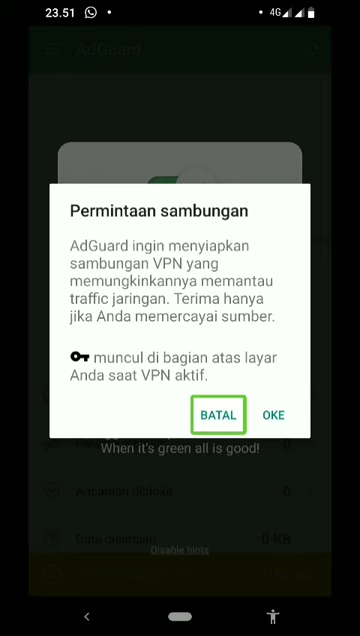 23.51
4G
AdGuard
Permintaan sambungan
AdGuard ingin menyiapkan
sambungan VPN yang
memungkinkannya memantau
traffic jaringan. Terima hanya
jika Anda memercayai sumber.
muncul di bagian atas layar
Anda saat VPN aktif.
BATAL OKE
When it's green all is good!
Ancaman diblokir 0
Data disimpan 0 KB
Disable hints